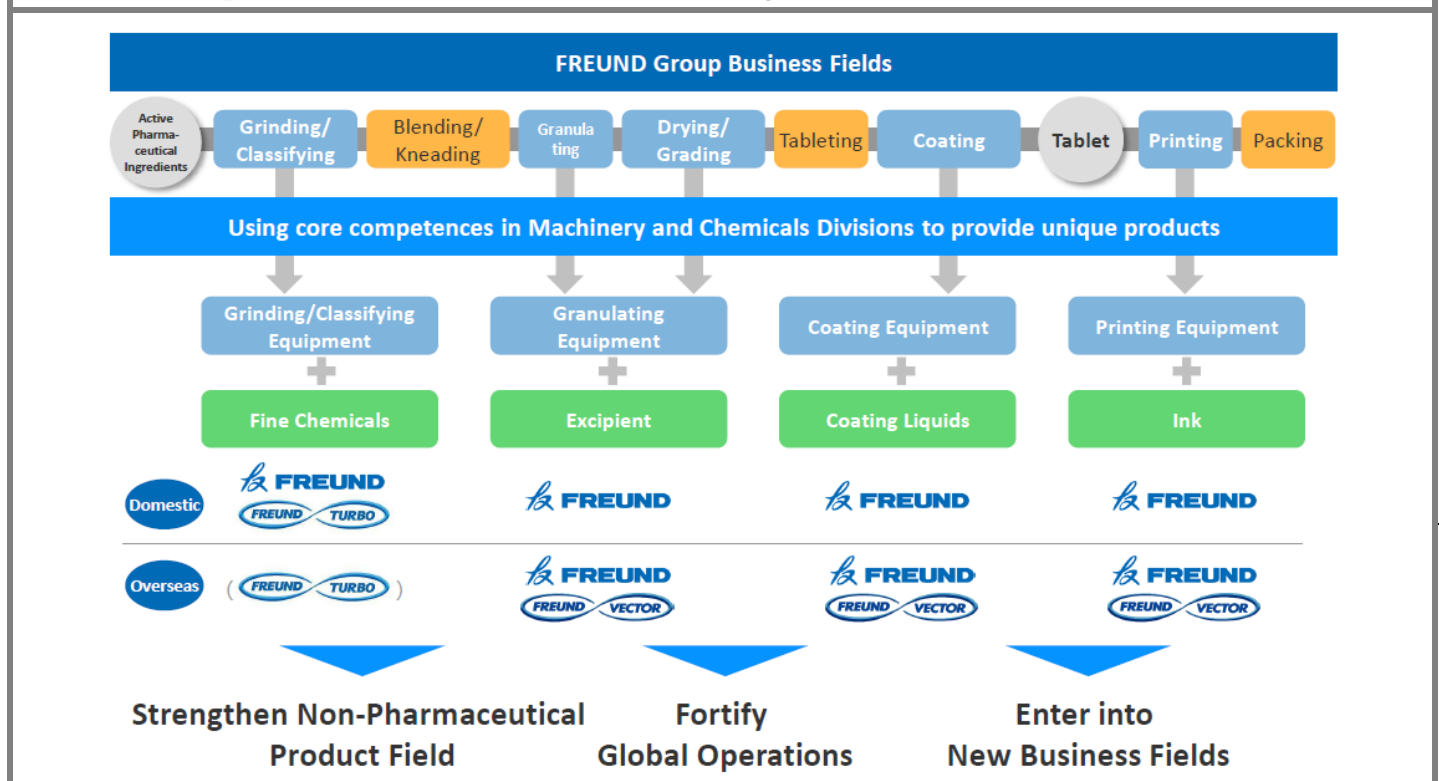 FREUND Group Business Fields
Active
Pharma-
ceutical
Ingredients
Grinding/
Classifying
Blending/
Kneading
Granula
ting
Drying/
Grading
Tableting
Coating
Tablet
Printing
Packing
Using core competences in Machinery and Chemicals Divisions to provide unique products
Grinding/Classifying
Equipment
Granulating
Equipment
Coating Equipment
Printing Equipment
+ + + +
Fine Chemicals
Excipient
Coating Liquids
Ink
Domestic
FREUND
FREUND TURBO
FREUND
FREUND
FREUND
Overseas
( FREUND TURBO )
FREUND
FREUND VECTOR
FREUND
FREUND VECTOR
FREUND
FREUND VECTOR
Strengthen Non-Pharmaceutical
Product Field
Fortify
Global Operations
Enter into
New Business Fields